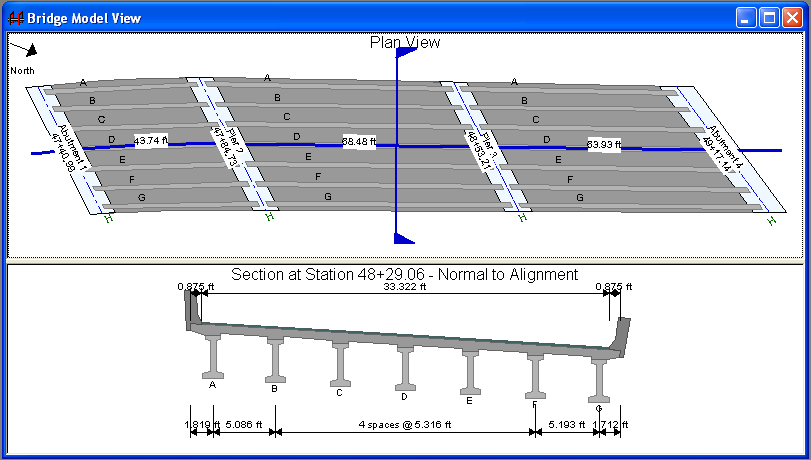 Bridge Model View
Plan View
North
A A A
B B B
C C C
D D D
E E E
F F F
G G G
H H H H
Abutment 1
47+40.99
43.74 ft
Pier 2
47+84.73
68.48 ft
Pier 3
48+53.21
63.93 ft
Abutment 4
49+17.14
Section at Station 48+29.06 - Normal to Alignment
0.875 ft 33.322 ft 0.875 ft
A B C D E F G
1.819 ft 5.086 ft 4 spaces @ 5.316 ft 5.193 ft 1.712 ft